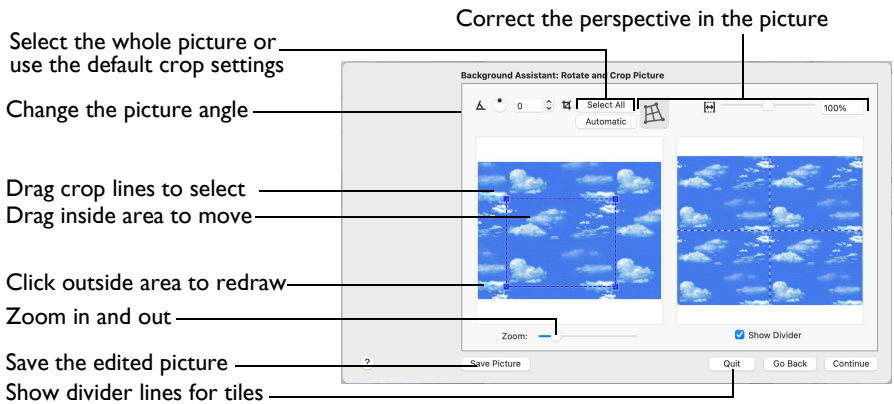 Correct the perspective in the picture
Select the whole picture or
use the default crop settings
Change the picture angle
Drag crop lines to select
Drag inside area to move
Click outside area to redraw
Zoom in and out
Save the edited picture
Show divider lines for tiles
Background Assistant: Rotate and Crop Picture
0
Select All
Automatic
100%
Zoom:
Show Divider
?
Save Picture
Quit
Go Back
Continue